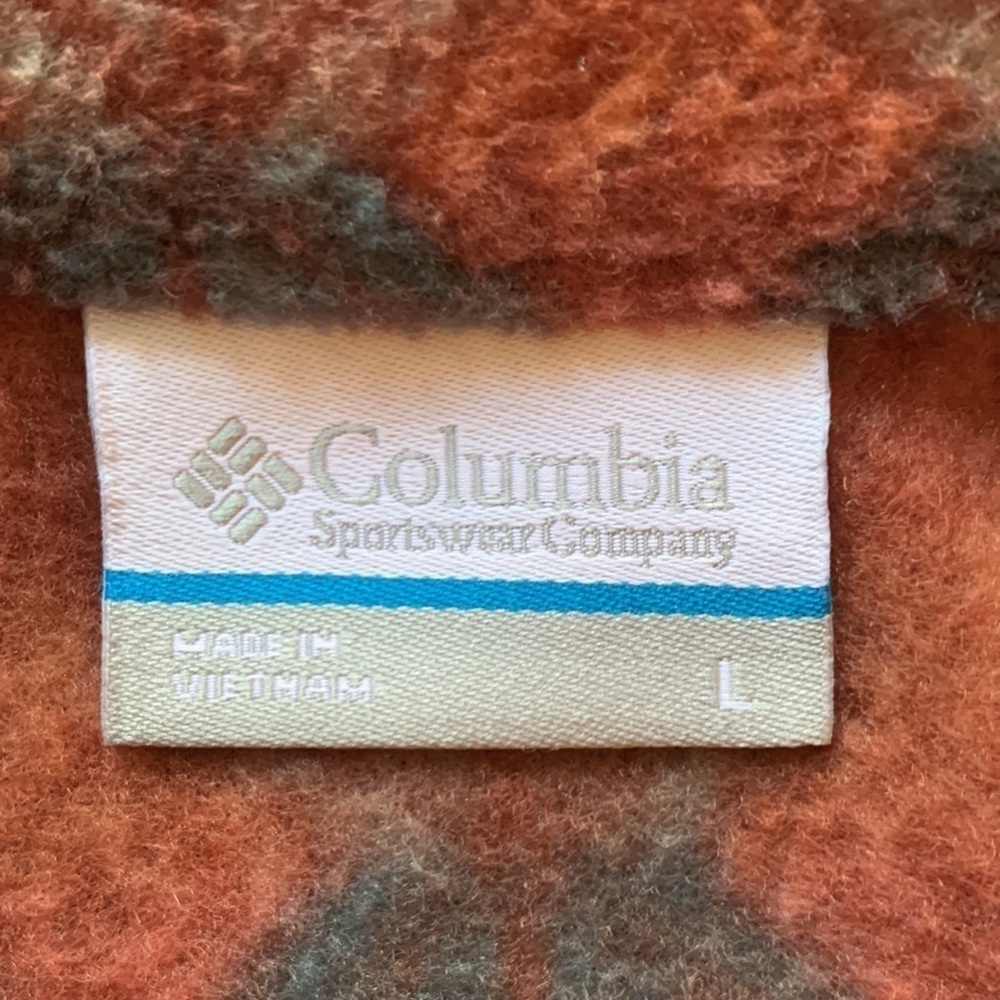 Columbia
Sportswear Company
MADE IN
VIETNAM
L